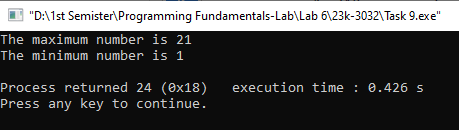 "D:\1st Semister\Programming Fundamentals-Lab\Lab 6\23k-3032\Task 9.exe"
The maximum number is 21
The minimum number is 1
Process returned 24 (0x18)   execution time : 0.426 s
Press any key to continue.